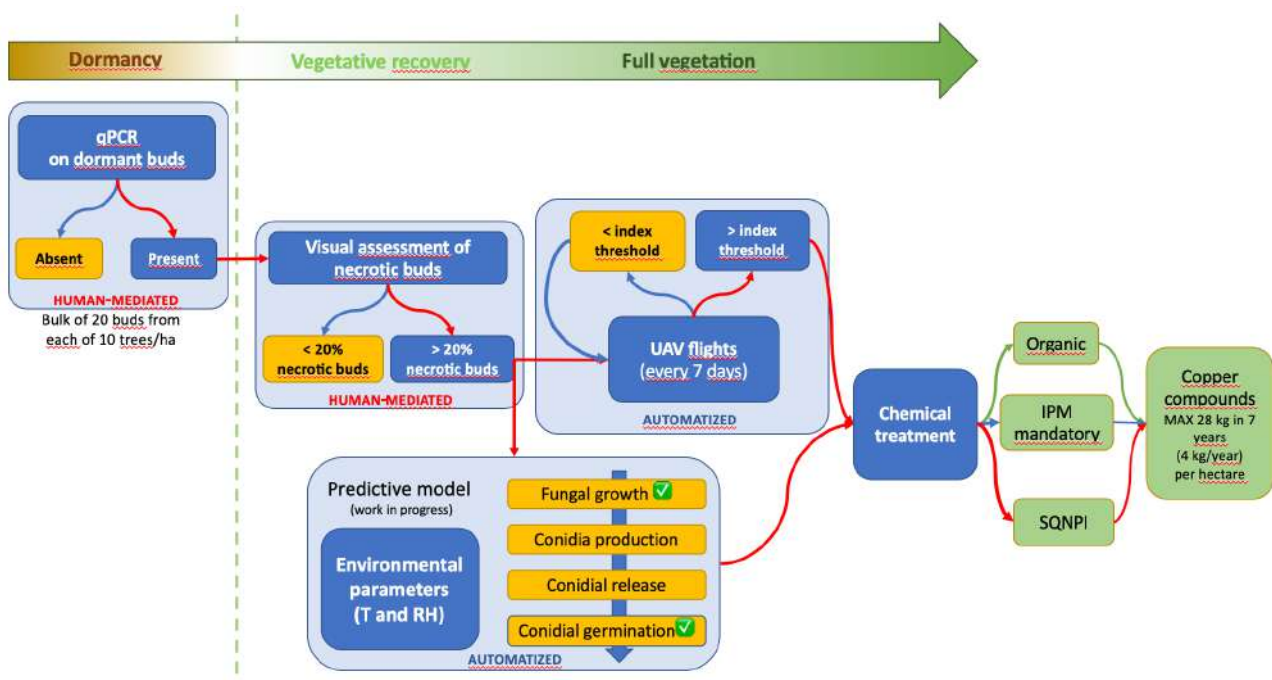 Dormancy
Vegetative recovery
Full vegetation
qPCR
on dormant buds
Absent
Present
HUMAN-MEDIATED
Bulk of 20 buds from
each of 10 trees/ha
Visual assessment of
necrotic buds
< 20%
necrotic buds
> 20%
necrotic buds
HUMAN-MEDIATED
< index
threshold
> index
threshold
UAV flights
(every 7 days)
AUTOMATIZED
Predictive model
(work in progress)
Environmental
parameters
(T and RH)
Fungal growth ✅
Conidia production
Conidial release
Conidial germination ✅
AUTOMATIZED
Chemical
treatment
Organic
IPM
mandatory
SQNPI
Copper
compounds
MAX 28 kg in 7
years
(4 kg/year)
per hectare